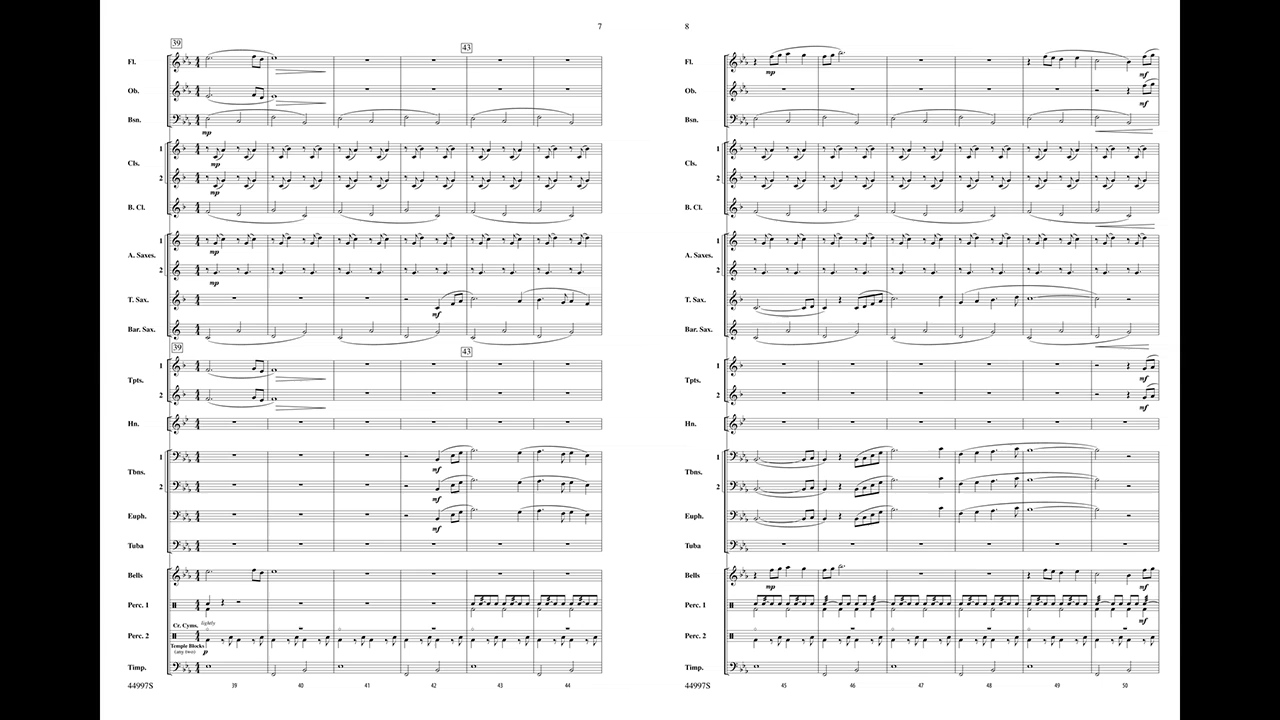 7
39
43
Fl.
Ob.
Bsn.
mp
1
Cls.
mp
2
mp
B. Cl.
1
A. Saxes.
mp
2
mp
T. Sax.
mf
Bar. Sax.
39
43
1
Tpts.
2
Hn.
1
Tbns.
mf
2
mf
Euph.
mf
Tuba
Bells
Perc. 1
Cr. Cyms. lightly
Perc. 2
Temple Blocks
(any two)
p
Timp.
44997S
39 40 41 42 43 44
8
Fl.
mp mf
Ob.
mf
Bsn.
1
Cls.
2
B. Cl.
1
A. Saxes.
2
T. Sax.
Bar. Sax.
1
Tpts.
mf
2
mf
Hn.
1
Tbns.
2
Euph.
Tuba
Bells
mp mf
Perc. 1
mf
Perc. 2
Timp.
44997S
45 46 47 48 49 50